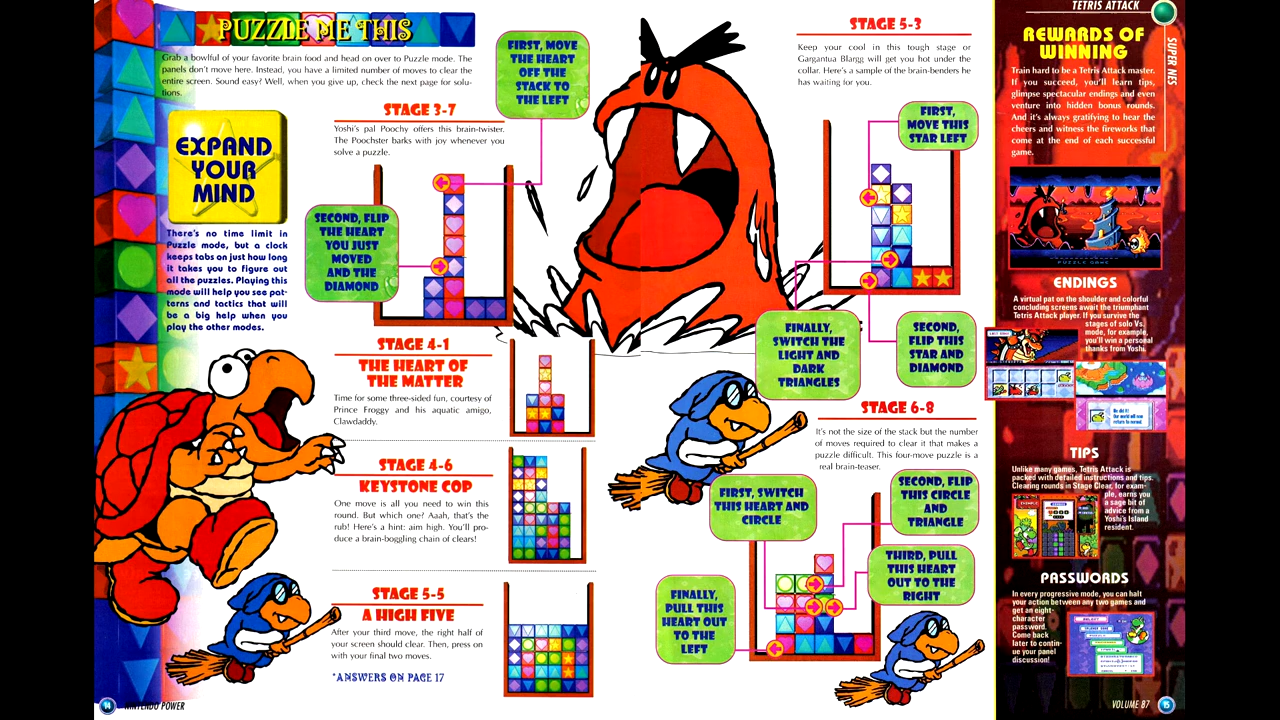 PUZZLE ME THIS
Grab a bowlful of your favorite brain food and head on over to Puzzle mode. The
panels don't move here. Instead, you have a limited number of moves to clear the
entire screen. Sound easy? Well, when you give up, check the next page for solu-
tions.
EXPAND
YOUR
MIND
There's no time limit in
Puzzle mode, but a clock
keeps tabs on just how long
it takes you to figure out
all the puzzles. Playing this
mode will help you see pat-
terns and tactics that will
be a big help when you
play the other modes.
STAGE 3-7
Yoshi's pal Poochy offers this brain-twister.
The Poochster barks with joy whenever you
solve a puzzle.
FIRST, MOVE
THE HEART
OFF THE
STACK TO
THE LEFT
SECOND, FLIP
THE HEART
YOU JUST
MOVED
AND THE
DIAMOND
STAGE 4-1
THE HEART OF
THE MATTER
Time for some three-sided fun, courtesy of
Prince Froggy and his aquatic amigo,
Clawdaddy.
STAGE 4-6
KEYSTONE COP
One move is all you need to win this
round. But which one? Aaah, that's the
rub! Here's a hint: aim high. You'll pro-
duce a brain-boggling chain of clears!
STAGE 5-5
A HIGH FIVE
After your third move, the right half of
your screen should clear. Then, press on
with your final two moves.
*ANSWERS ON PAGE 17
14 NINTENDO POWER
STAGE 5-3
Keep your cool in this tough stage or
Gargantua Blargg will get you hot under the
collar. Here's a sample of the brain-benders he
has waiting for you.
FIRST,
MOVE THIS
STAR LEFT
FINALLY,
SWITCH THE
LIGHT AND
DARK
TRIANGLES
SECOND,
FLIP THIS
STAR AND
DIAMOND
STAGE 6-8
It's not the size of the stack but the number
of moves required to clear it that makes a
puzzle difficult. This four-move puzzle is a
real brain-teaser.
FIRST, SWITCH
THIS HEART AND
CIRCLE
SECOND, FLIP
THIS CIRCLE
AND
TRIANGLE
THIRD, PULL
THIS HEART
OUT TO THE
RIGHT
FINALLY,
PULL THIS
HEART OUT
TO THE
LEFT
TETRIS ATTACK
SUPER NES
REWARDS OF
WINNING
Train hard to be a Tetris Attack master.
If you succeed, you'll learn tips,
glimpse spectacular endings and even
venture into hidden bonus rounds.
And it's always gratifying to hear the
cheers and witness the fireworks that
come at the end of each successful
game.
PUZZLE GAME
ENDINGS
A virtual pat on the shoulder and colorful
concluding screens await the triumphant
Tetris Attack player. If you survive the
stages of solo Vs.
mode, for example,
you'll win a personal
thanks from Yoshi.
TIPS
Unlike many games, Tetris Attack is
packed with detailed instructions and tips.
Clearing rounds in Stage Clear, for exam-
ple, earns you
a sage bit of
advice from a
Yoshi's Island
resident.
PASSWORDS
In every progressive mode, you can halt
your action between any two games and
get an eight-
character
password.
Come back
later to contin-
ue your panel
discussion!
VOLUME 87 15